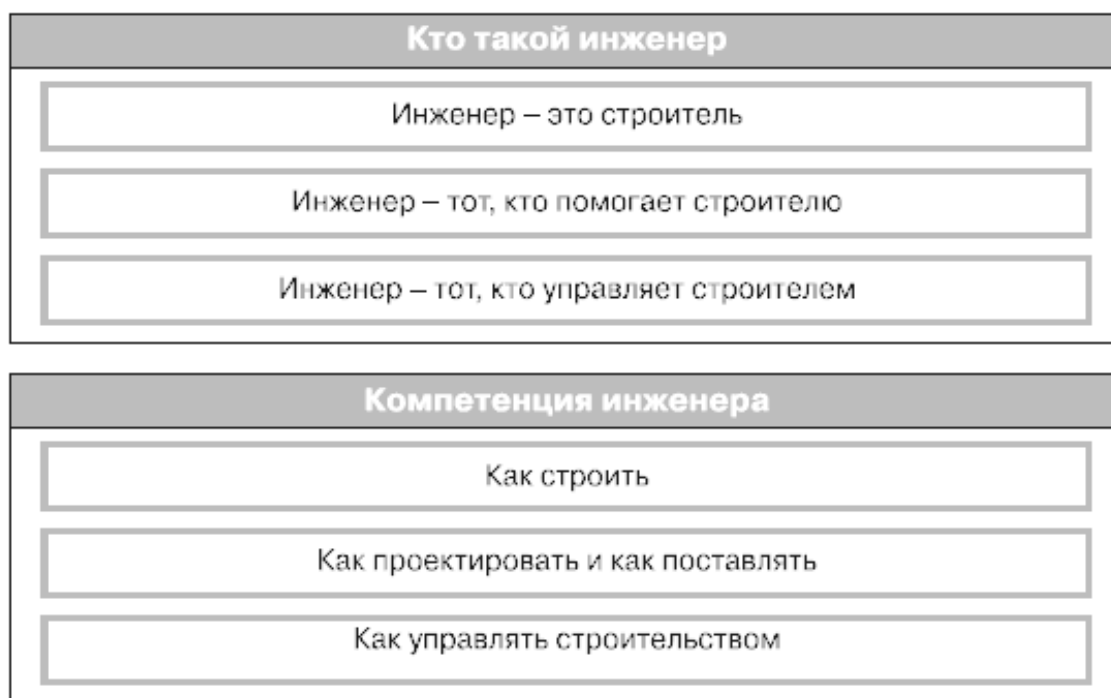 Кто такой инженер
Инженер – это строитель
Инженер – тот, кто помогает строителю
Инженер – тот, кто управляет строителем
Компетенция инженера
Как строить
Как проектировать и как поставлять
Как управлять строительством